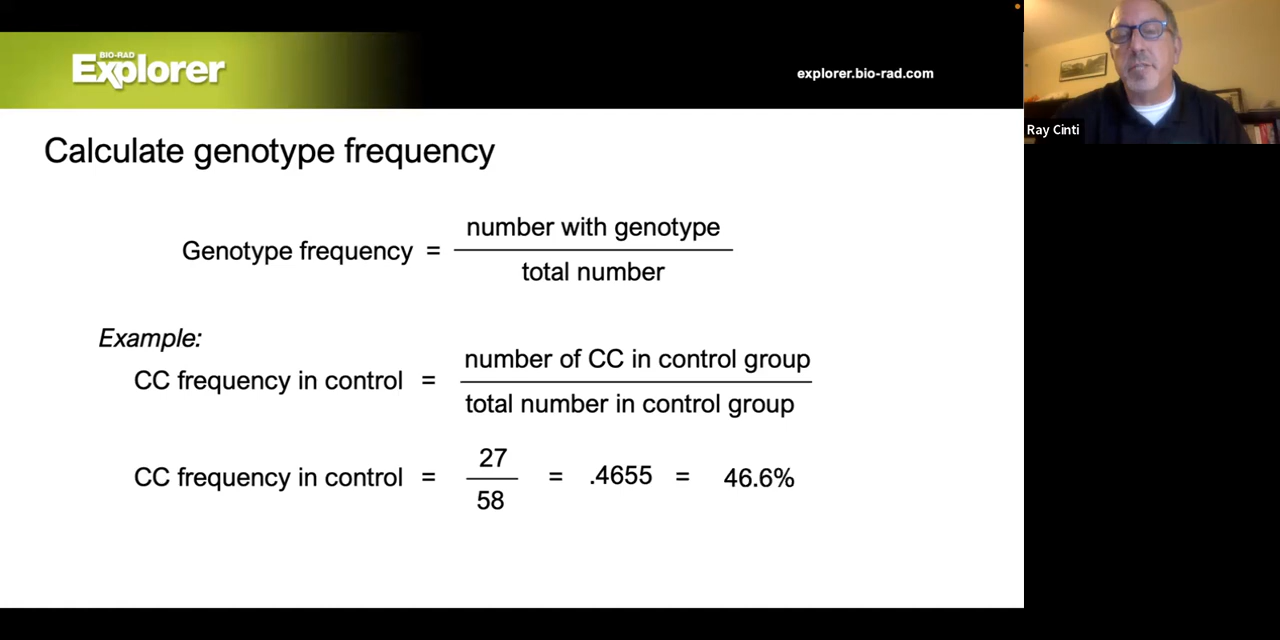 BIO-RAD
Explorer
explorer.bio-rad.com
Ray Cinti
Calculate genotype frequency
Genotype frequency = number with genotype
total number
Example:
CC frequency in control = number of CC in control group
total number in control group
CC frequency in control = 27
58
= .4655 = 46.6%